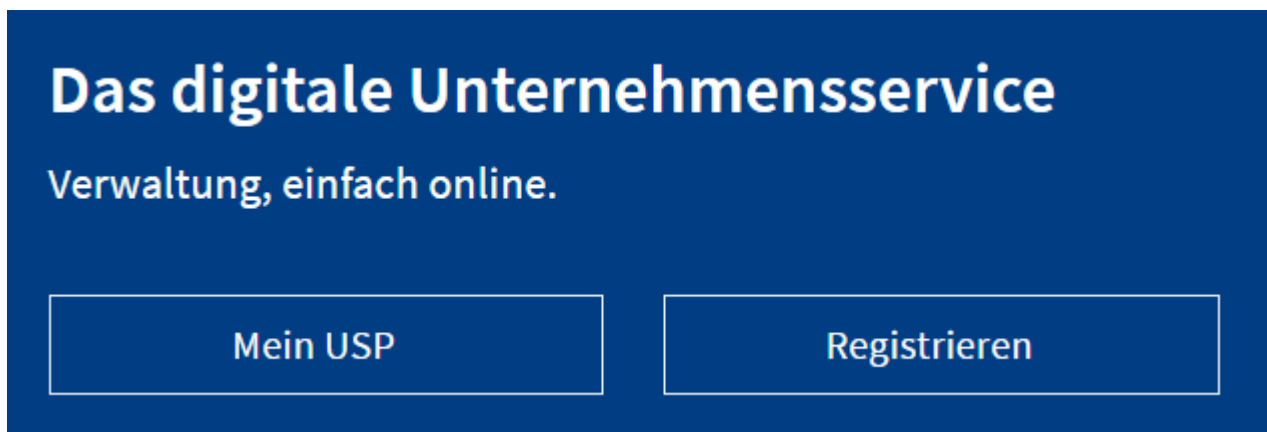 Das digitale Unternehmensservice
Verwaltung, einfach online.
Mein USP
Registrieren